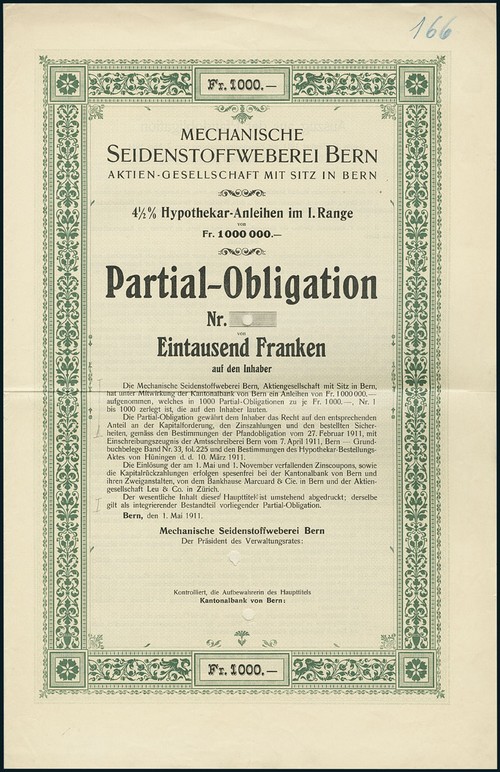 166
Fr. 1000.—
MECHANISCHE
SEIDENSTOFFWEBEREI BERN
AKTIEN-GESELLSCHAFT MIT SITZ IN BERN
4½% Hypothekar-Anleihen im I. Range
von
Fr. 1000000.—
Partial-Obligation
Nr.
von
Eintausend Franken
auf den Inhaber
Die Mechanische Seidenstoffweberei Bern, Aktiengesellschaft mit Sitz in Bern,
hat unter Mitwirkung der Kantonalbank von Bern ein Anleihen von Fr. 1000000.—
aufgenommen, welches in 1000 Partial-Obligationen zu je Fr. 1000.—, Nr. 1
bis 1000 zerlegt ist, die auf den Inhaber lauten.
Die Partial-Obligation gewährt dem Inhaber das Recht auf den entsprechenden
Anteil an der Kapitalforderung, den Zinszahlungen und den bestellten Sicher-
heiten, gemäss den Bestimmungen der Pfandobligation vom 27. Februar 1911, mit
Einschreibungszeugnis der Amtsschreiberei Bern vom 7. April 1911, Bern — Grund-
buchbelege Band Nr. 33, fol. 225 und den Bestimmungen des Hypothekar-Bestellungs-
Aktes von Hüningen d. d. 10. März 1911.
Die Einlösung der am 1. Mai und 1. November verfallenden Zinscoupons, sowie
die Kapitalrückzahlungen erfolgen spesenfrei bei der Kantonalbank von Bern und
ihren Zweiganstalten, von dem Bankhause Marcuard & Cie. in Bern und der Aktien-
gesellschaft Leu & Co. in Zürich.
Der wesentliche Inhalt dieser Haupttitel ist umstehend abgedruckt; derselbe
gilt als integrierender Bestandteil vorliegender Partial-Obligation.
Bern, den 1. Mai 1911.
Mechanische Seidenstoffweberei Bern
Der Präsident des Verwaltungsrates:
Kontrolliert, die Aufbewahrerin des Haupttitels
Kantonalbank von Bern:
Fr. 1000.—